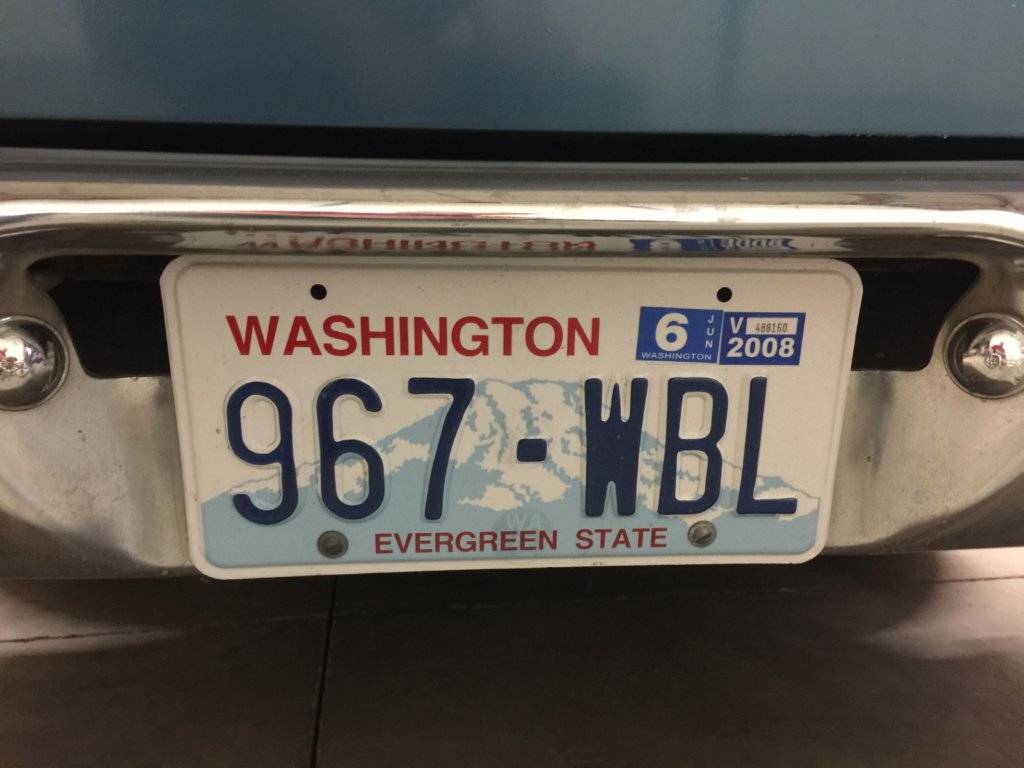 WASHINGTON
6 JUN
WASHINGTON
V 488160
2008
967·WBL
EVERGREEN STATE